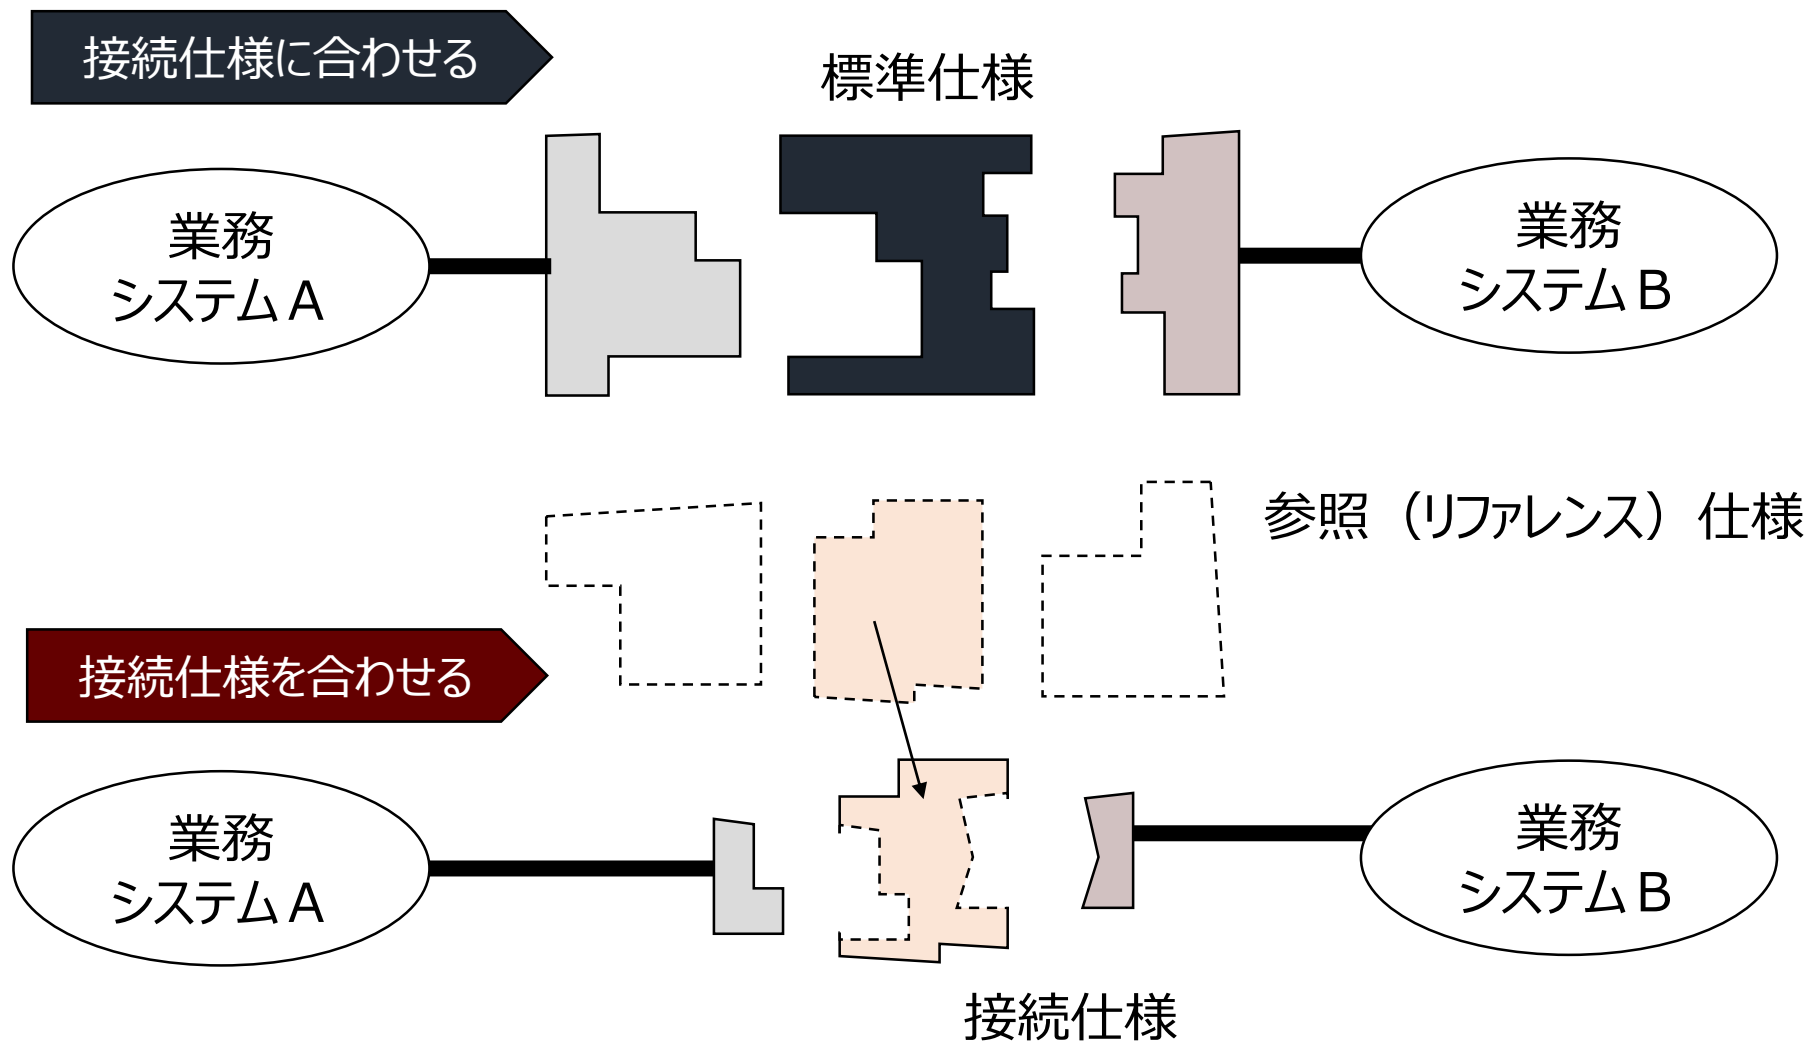 接続仕様に合わせる
標準仕様
業務
システムA
業務
システムB
参照（リファレンス）仕様
接続仕様を合わせる
業務
システムA
業務
システムB
接続仕様